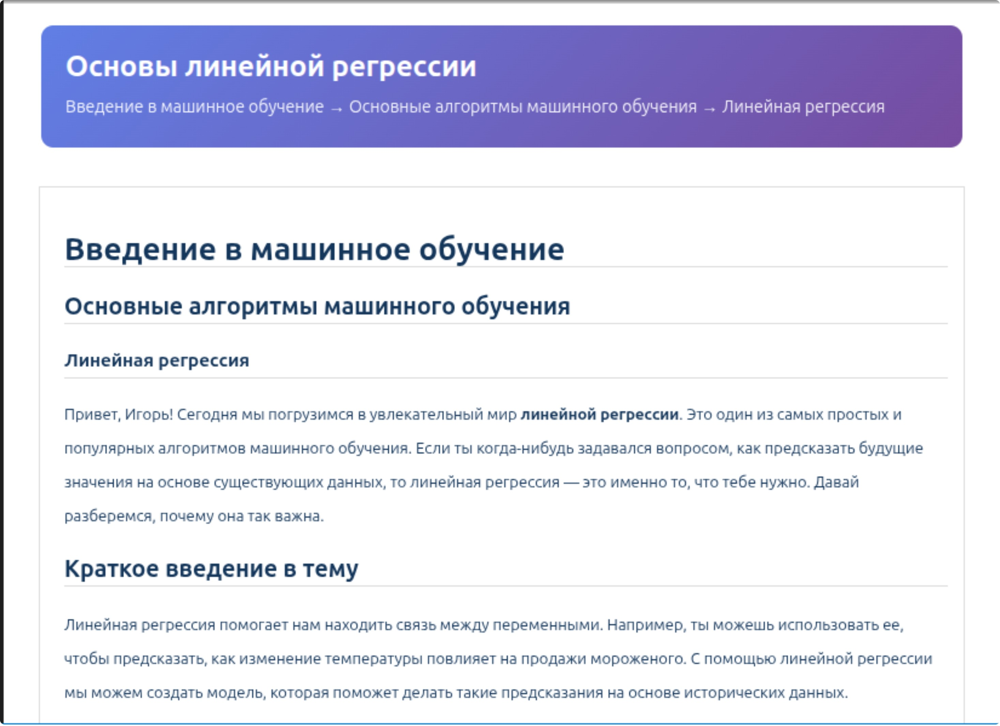 Основы линейной регрессии
Введение в машинное обучение → Основные алгоритмы машинного обучения → Линейная регрессия
Введение в машинное обучение
Основные алгоритмы машинного обучения
Линейная регрессия
Привет, Игорь! Сегодня мы погрузимся в увлекательный мир линейной регрессии. Это один из самых простых и
популярных алгоритмов машинного обучения. Если ты когда-нибудь задавался вопросом, как предсказать будущие
значения на основе существующих данных, то линейная регрессия — это именно то, что тебе нужно. Давай
разберемся, почему она так важна.
Краткое введение в тему
Линейная регрессия помогает нам находить связь между переменными. Например, ты можешь использовать ее,
чтобы предсказать, как изменение температуры повлияет на продажи мороженого. С помощью линейной регрессии
мы можем создать модель, которая поможет делать такие предсказания на основе исторических данных.